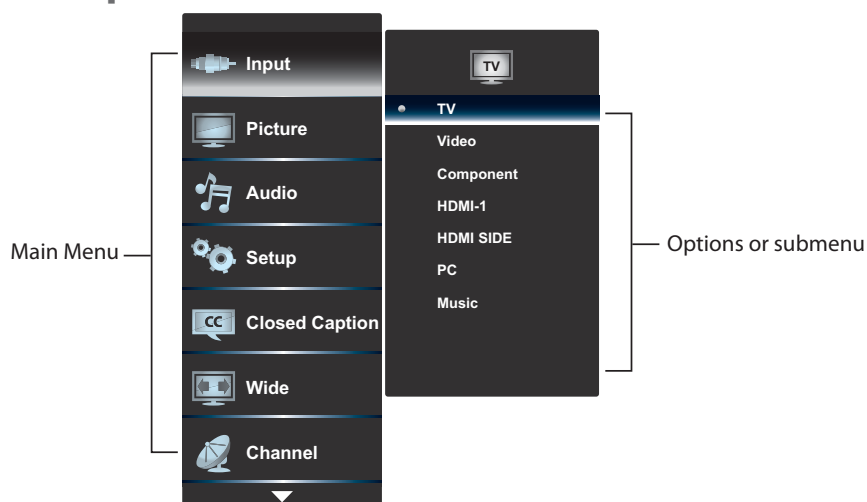 Input
Picture
Audio
Setup
CC Closed Caption
Wide
Channel
Main Menu
TV
TV
Video
Component
HDMI-1
HDMI SIDE
PC
Music
Options or submenu